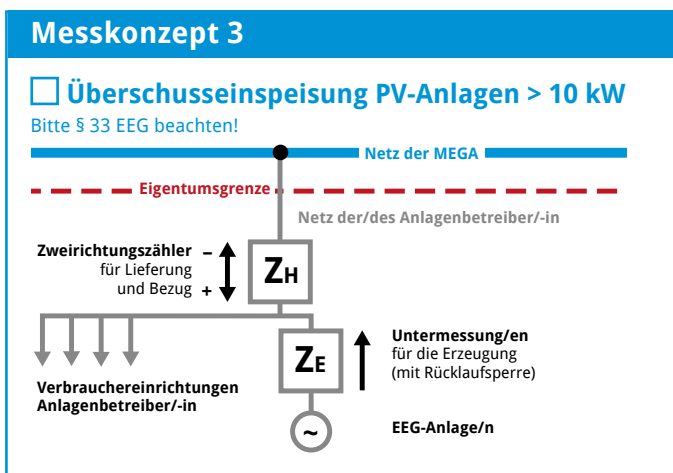 Messkonzept 3
Überschusseinspeisung PV-Anlagen > 10 kW
Bitte § 33 EEG beachten!
Netz der MEGA
Eigentumsgrenze
Netz der/des Anlagenbetreiber/-in
Zweirichtungszähler –
für Lieferung
und Bezug +
ZH
ZE
Untermessung/en
für die Erzeugung
(mit Rücklaufsperre)
Verbrauchereinrichtungen
Anlagenbetreiber/-in
~
EEG-Anlage/n